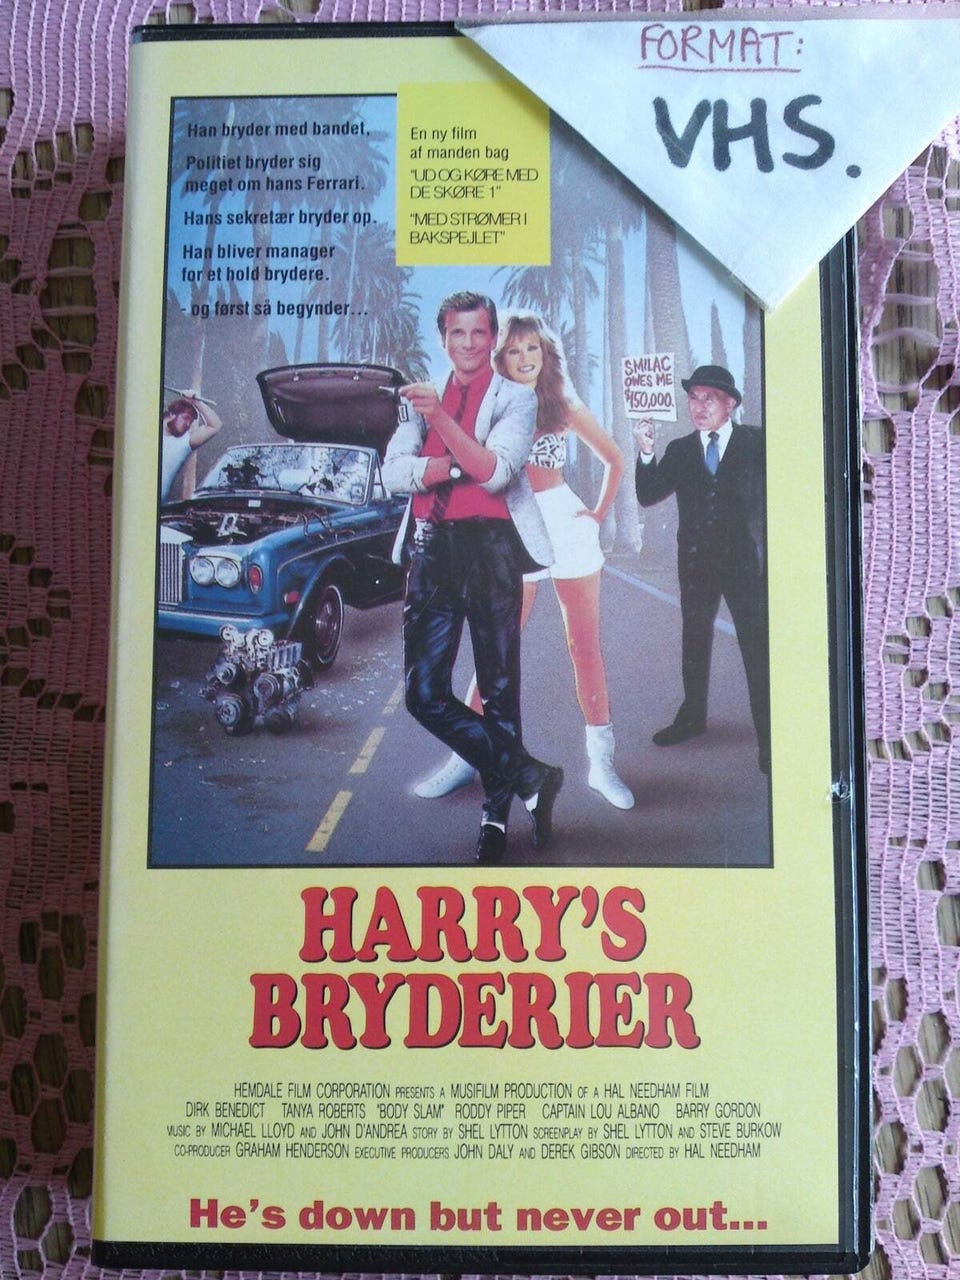 FORMAT:
VHS.
Han bryder med bandet,
Politiet bryder sig
meget om hans Ferrari.
Hans sekretær bryder op.
Han bliver manager
for et hold brydere.
- og først så begynder...
En ny film
af manden bag
"UD OG KØRE MED
DE SKØRE 1"
"MED STRØMER I
BAKSPEJLET"
SMILAC
OWES ME
$150,000.
HARRY'S
BRYDERIER
HEMDALE FILM CORPORATION PRESENTS A MUSIFILM PRODUCTION OF A HAL NEEDHAM FILM
DIRK BENEDICT TANYA ROBERTS "BODY SLAM" RODDY PIPER CAPTAIN LOU ALBANO BARRY GORDON
MUSIC BY MICHAEL LLOYD AND JOHN D'ANDREA STORY BY SHEL LYTTON SCREENPLAY BY SHEL LYTTON AND STEVE BURKOW
CO-PRODUCER GRAHAM HENDERSON EXECUTIVE PRODUCERS JOHN DALY AND DEREK GIBSON DIRECTED BY HAL NEEDHAM
He's down but never out...